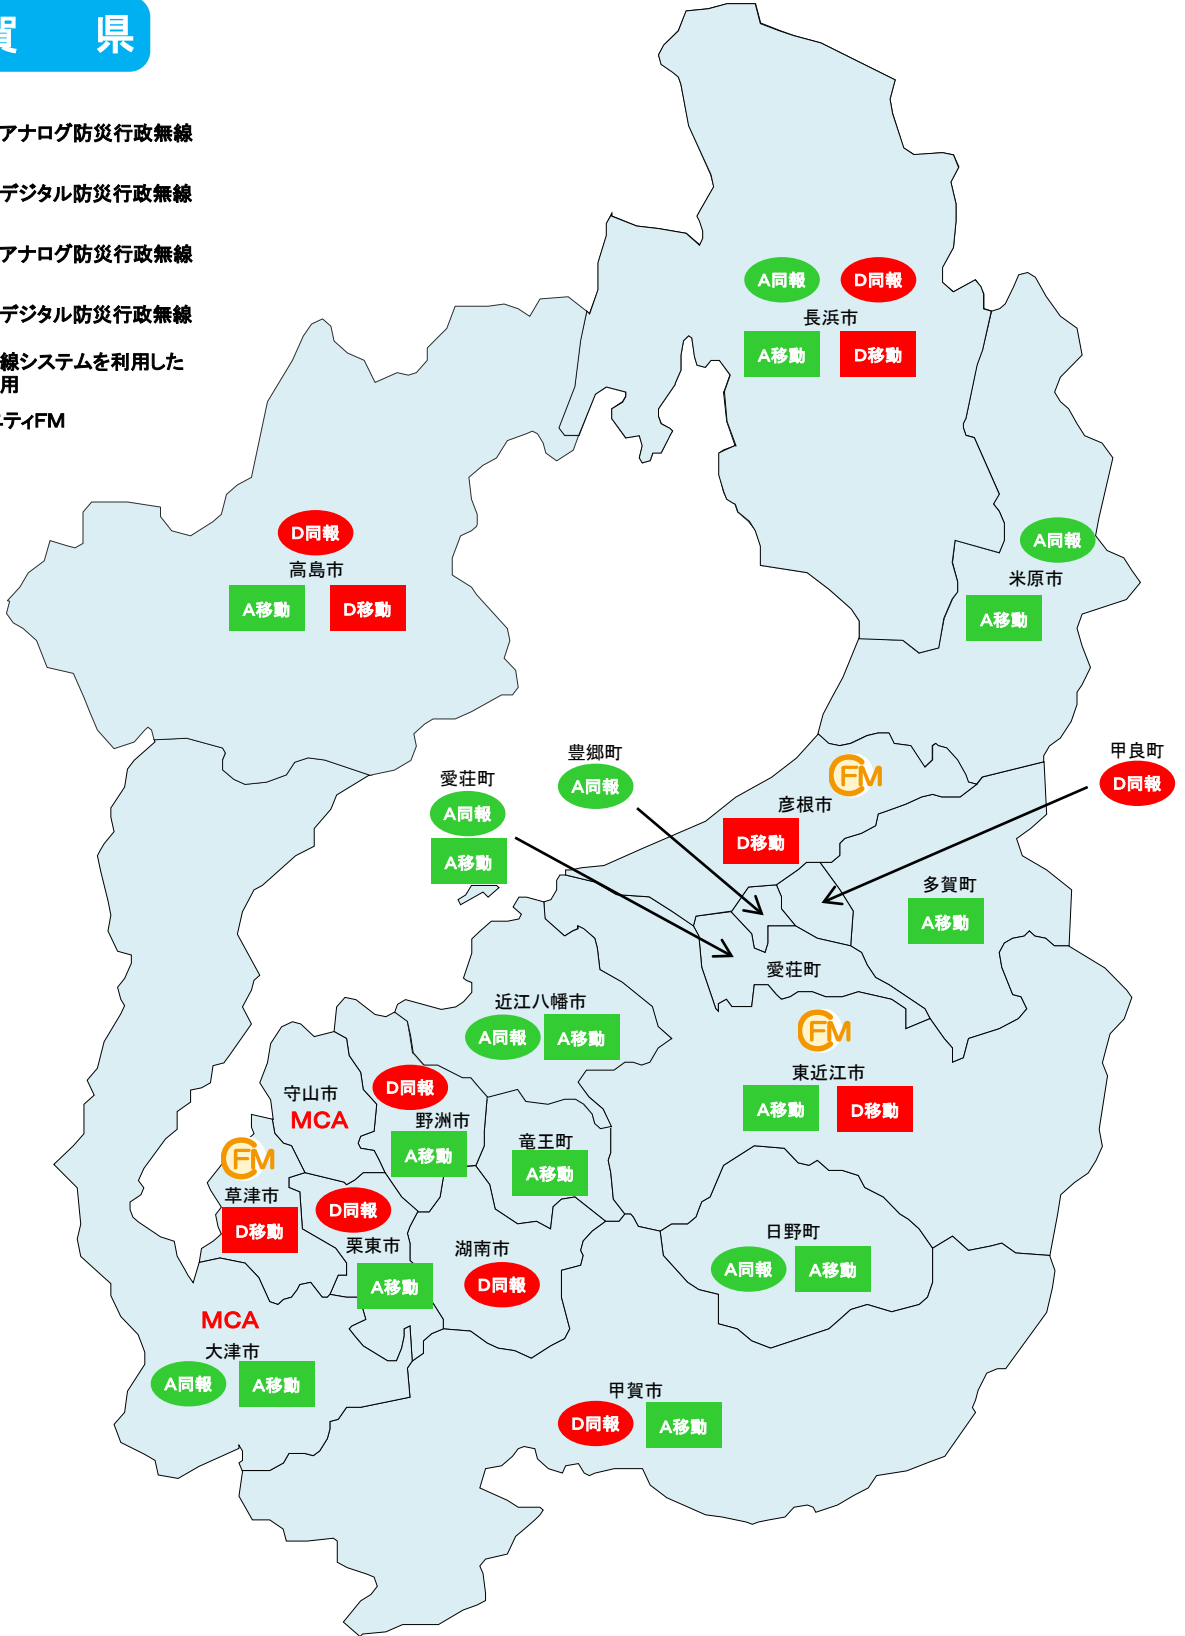 賀 県
アナログ防災行政無線
デジタル防災行政無線
アナログ防災行政無線
デジタル防災行政無線
線システムを利用した
用
ニティFM
A同報 D同報
長浜市
A移動 D移動
D同報
高島市
A移動 D移動
A同報
米原市
A移動
豊郷町
A同報
甲良町
D同報
愛荘町
A同報
A移動
FM
彦根市
D移動
多賀町
A移動
愛荘町
近江八幡市
A同報 A移動
FM
東近江市
A移動 D移動
守山市
MCA
D同報
野洲市
A移動
竜王町
A移動
FM
草津市
D移動
D同報
栗東市
A移動
湖南市
D同報
日野町
A同報 A移動
MCA
大津市
A同報 A移動
甲賀市
D同報 A移動